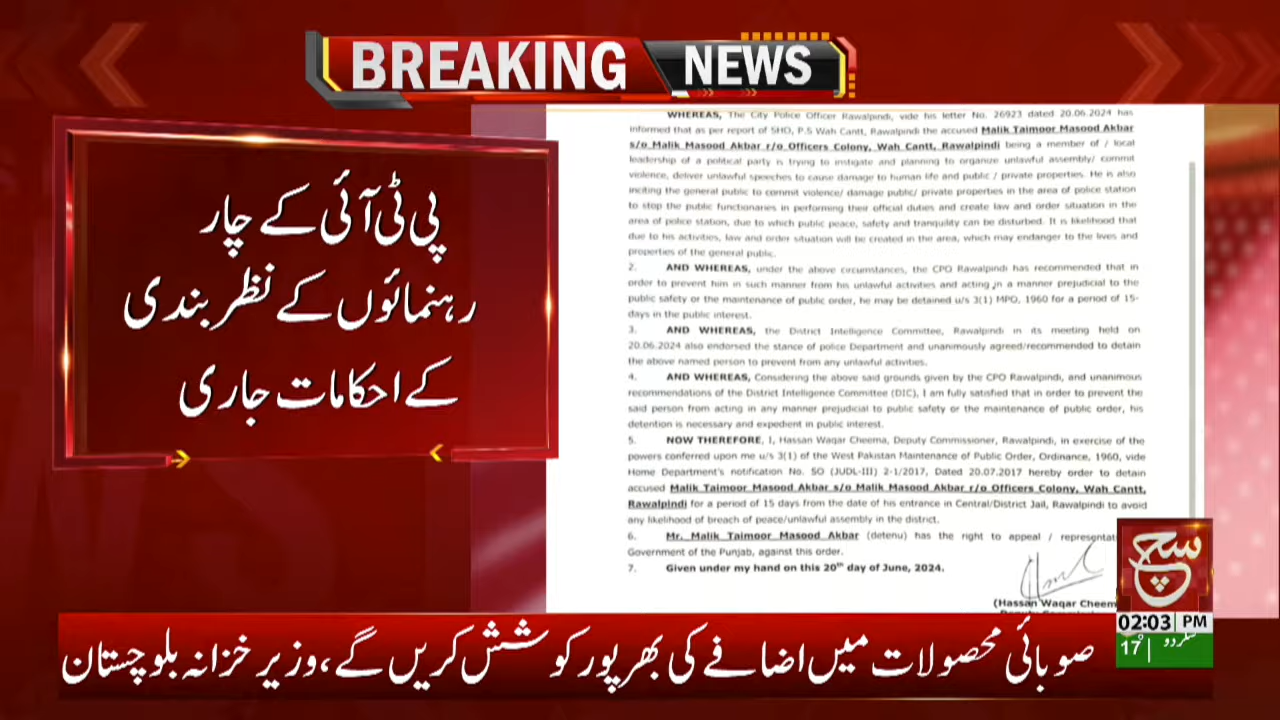 BREAKING NEWS
پی ٹی آئی کے چار
رہنمائوں کے نظر بندی
کے احکامات جاری
WHEREAS, The City Police Officer Rawalpindi, vide his letter No. 26923 dated 20.06.2024 has
informed that as per report of SHO, P.S Wah Cantt, Rawalpindi the accused Malik Taimoor Masood Akbar
s/o Malik Masood Akbar r/o Officers Colony, Wah Cantt, Rawalpindi being a member of / local
leadership of a political party is trying to instigate and planning to organize unlawful assembly/ commit
violence, deliver unlawful speeches to cause damage to human life and public / private properties. He is also
inciting the general public to commit violence/ damage public/ private properties in the area of police station
to stop the public functionaries in performing their official duties and create law and order situation in the
area of police station, due to which public peace, safety and tranquility can be disturbed. It is likelihood that
due to his activities, law and order situation will be created in the area, which may endanger to the lives and
properties of the general public.
2. AND WHEREAS, under the above circumstances, the CPO Rawalpindi has recommended that in
order to prevent him in such manner from his unlawful activities and acting in a manner prejudicial to the
public safety or the maintenance of public order, he may be detained u/s 3(1) MPO, 1960 for a period of 15-
days in the public interest.
3. AND WHEREAS, the District Intelligence Committee, Rawalpindi in its meeting held on
20.06.2024 also endorsed the stance of police Department and unanimously agreed/recommended to detain
the above named person to prevent from any unlawful activities.
4. AND WHEREAS, Considering the above said grounds given by the CPO Rawalpindi, and unanimous
recommendations of the District Intelligence Committee (DIC), I am fully satisfied that in order to prevent the
said person from acting in any manner prejudicial to public safety or the maintenance of public order, his
detention is necessary and expedient in public interest.
5. NOW THEREFORE, I, Hassan Waqar Cheema, Deputy Commissioner, Rawalpindi, in exercise of the
powers conferred upon me u/s 3(1) of the West Pakistan Maintenance of Public Order, Ordinance, 1960, vide
Home Department's notification No. SO (JUDL-III) 2-1/2017, Dated 20.07.2017 hereby order to detain
accused Malik Taimoor Masood Akbar s/o Malik Masood Akbar r/o Officers Colony, Wah Cantt,
Rawalpindi for a period of 15 days from the date of his entrance in Central/District Jail, Rawalpindi to avoid
any likelihood of breach of peace/unlawful assembly in the district.
6. Mr. Malik Taimoor Masood Akbar (detenu) has the right to appeal / representati
Government of the Punjab, against this order.
7. Given under my hand on this 20th day of June, 2024.
(Hassan Waqar Cheem
سچ
02:03 PM
17° سکردو
صوبائی محصولات میں اضافے کی بھرپور کوشش کریں گے، وزیر خزانہ بلوچستان